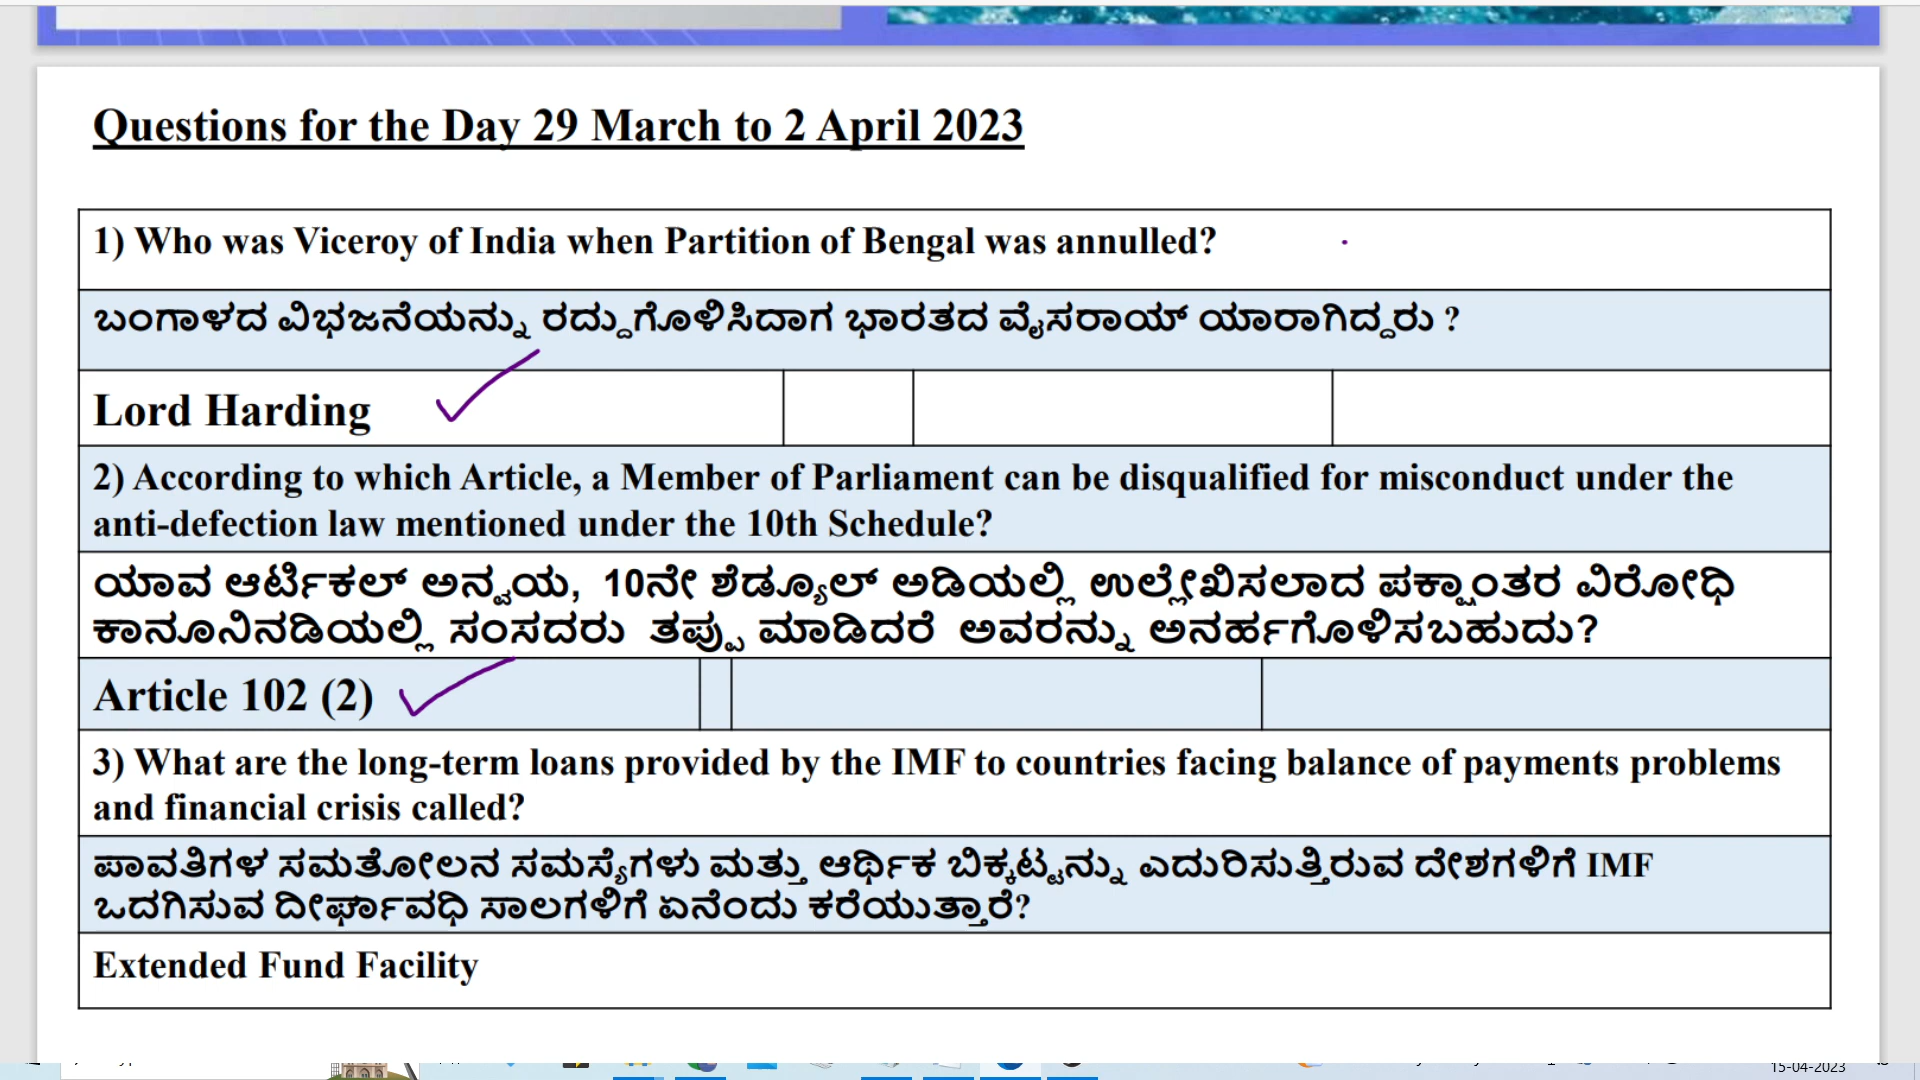 Questions for the Day 29 March to 2 April 2023
1) Who was Viceroy of India when Partition of Bengal was annulled?
ಬಂಗಾಳದ ವಿಭಜನೆಯನ್ನು ರದ್ದುಗೊಳಿಸಿದಾಗ ಭಾರತದ ವೈಸರಾಯ್ ಯಾರಾಗಿದ್ದರು ?
Lord Harding
2) According to which Article, a Member of Parliament can be disqualified for misconduct under the
anti-defection law mentioned under the 10th Schedule?
ಯಾವ ಆರ್ಟಿಕಲ್ ಅನ್ವಯ, 10ನೇ ಶೆಡ್ಯೂಲ್ ಅಡಿಯಲ್ಲಿ ಉಲ್ಲೇಖಿಸಲಾದ ಪಕ್ಷಾಂತರ ವಿರೋಧಿ
ಕಾನೂನಿನಡಿಯಲ್ಲಿ ಸಂಸದರು ತಪ್ಪು ಮಾಡಿದರೆ ಅವರನ್ನು ಅನರ್ಹಗೊಳಿಸಬಹುದು?
Article 102 (2)
3) What are the long-term loans provided by the IMF to countries facing balance of payments problems
and financial crisis called?
ಪಾವತಿಗಳ ಸಮತೋಲನ ಸಮಸ್ಯೆಗಳು ಮತ್ತು ಆರ್ಥಿಕ ಬಿಕ್ಕಟ್ಟನ್ನು ಎದುರಿಸುತ್ತಿರುವ ದೇಶಗಳಿಗೆ IMF
ಒದಗಿಸುವ ದೀರ್ಘಾವಧಿ ಸಾಲಗಳಿಗೆ ಏನೆಂದು ಕರೆಯುತ್ತಾರೆ?
Extended Fund Facility
15-04-2023